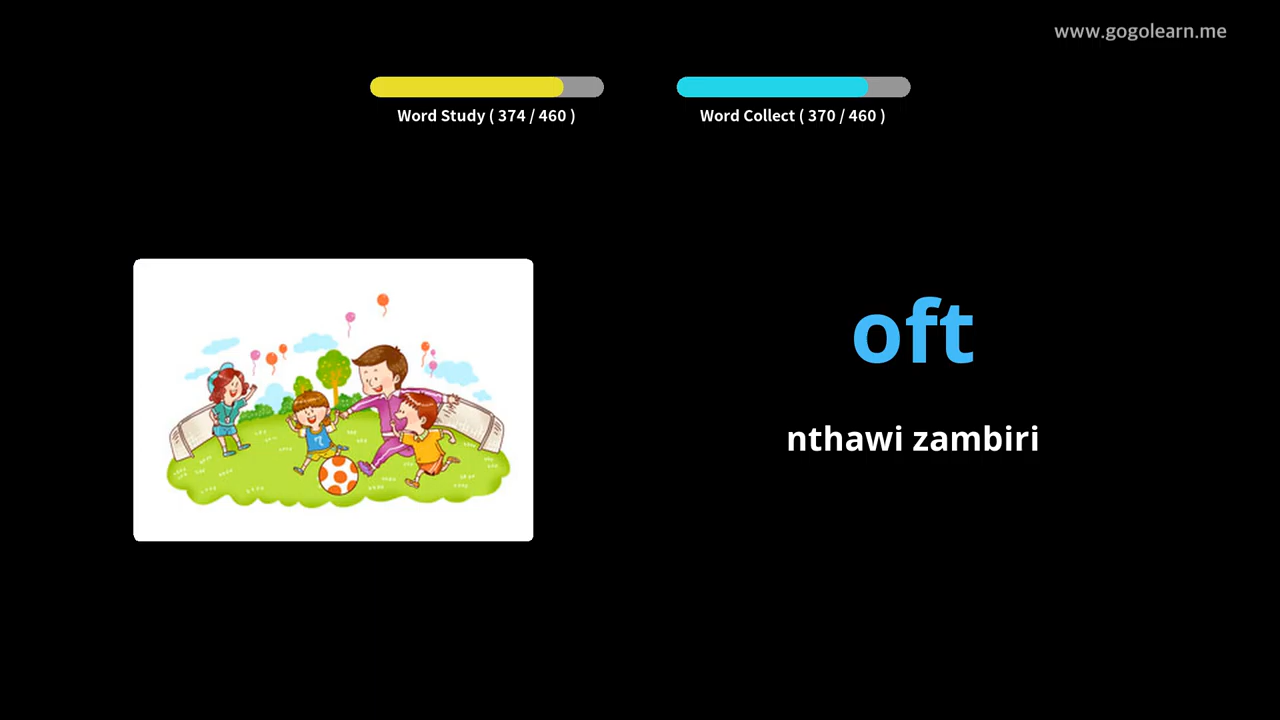 www.gogolearn.me
Word Study ( 374 / 460 )
Word Collect ( 370 / 460 )
oft
nthawi zambiri